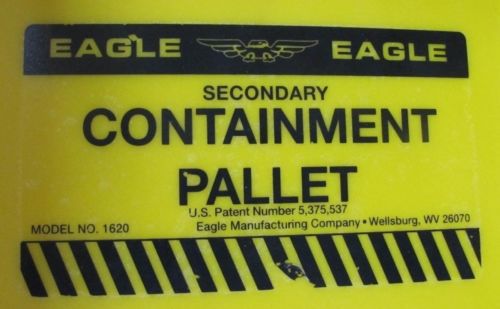 EAGLE EAGLE
SECONDARY
CONTAINMENT
PALLET
U.S. Patent Number 5,375,537
MODEL NO. 1620 Eagle Manufacturing Company • Wellsburg, WV 26070